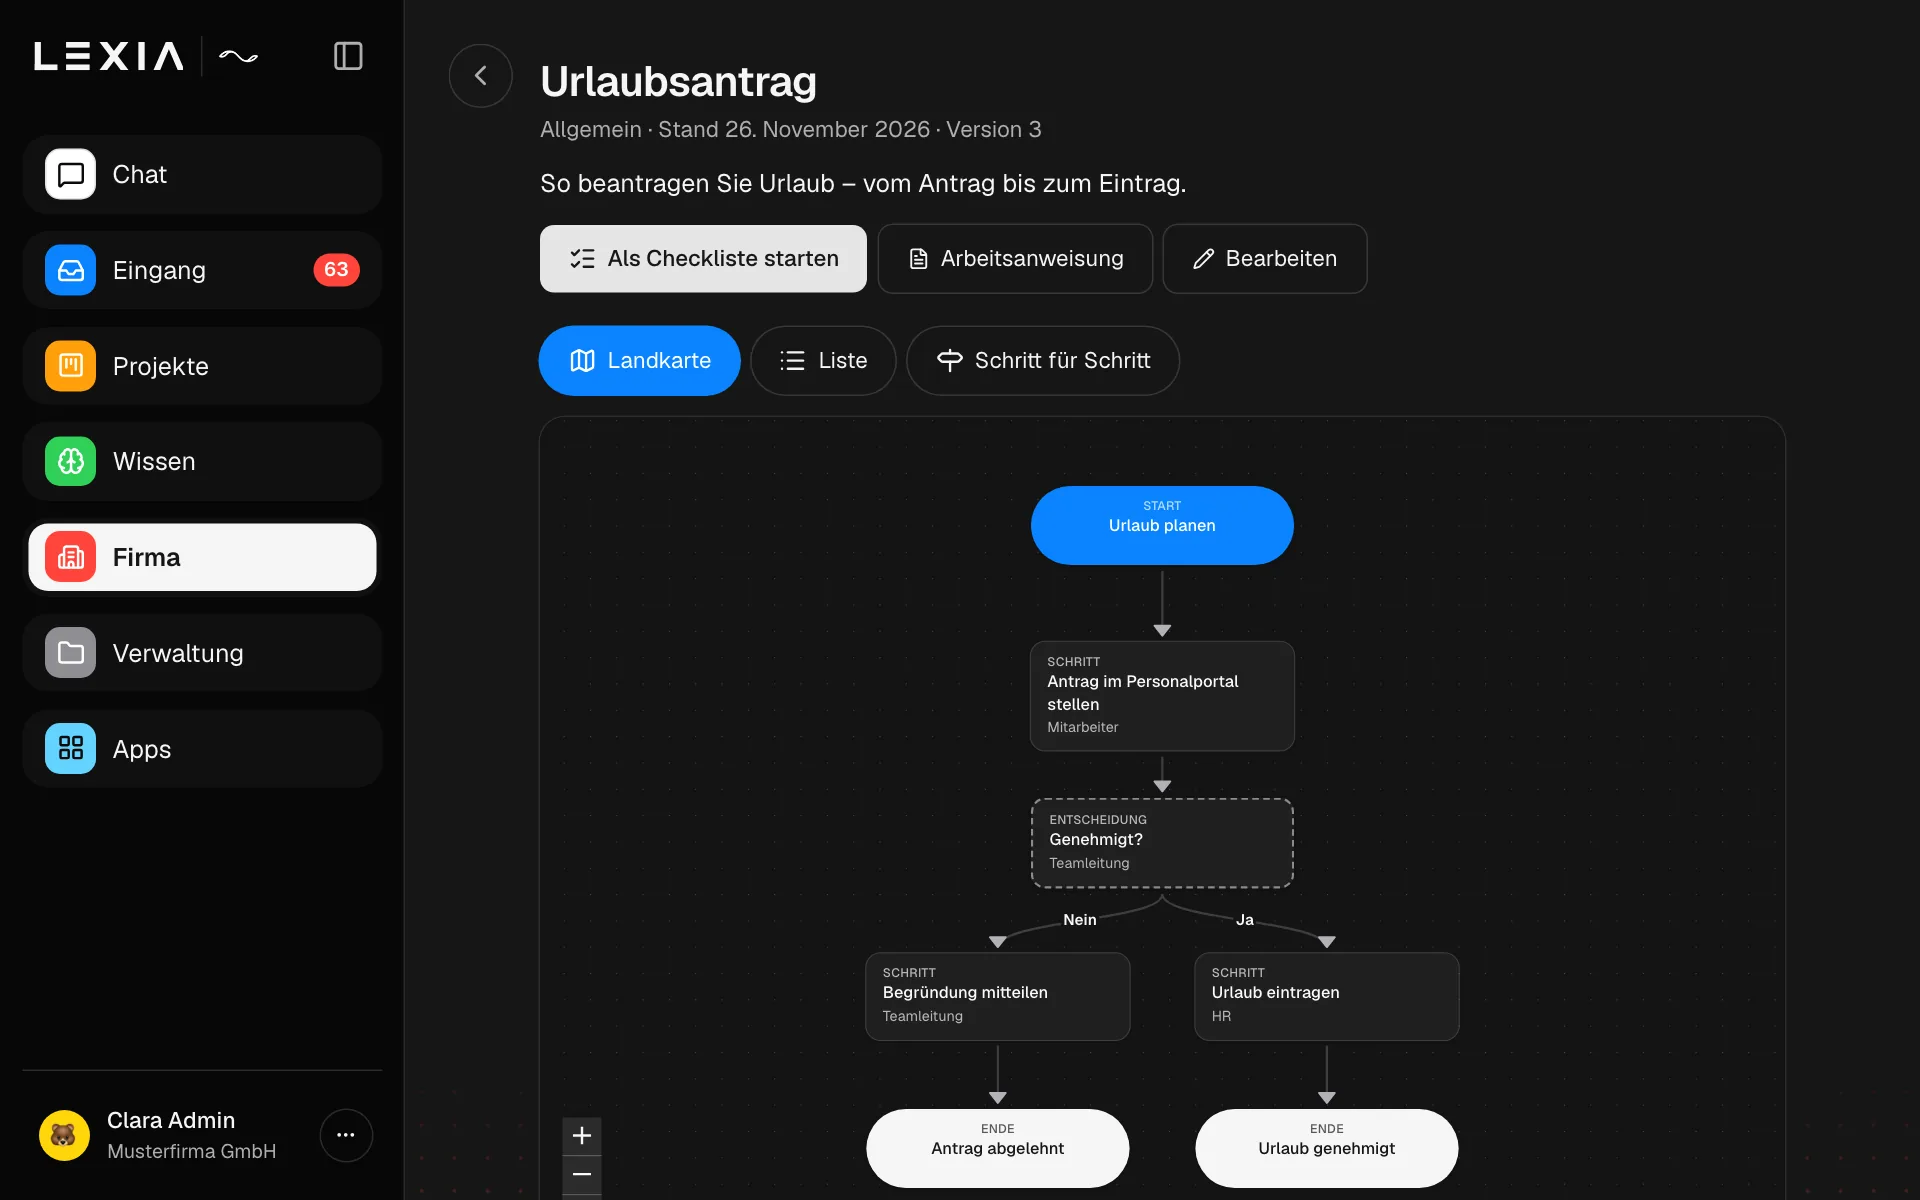 LEXIA
Chat
Eingang
63
Projekte
Wissen
Firma
Verwaltung
Apps
Clara Admin
Musterfirma GmbH
Urlaubsantrag
Allgemein · Stand 26. November 2026 · Version 3
So beantragen Sie Urlaub – vom Antrag bis zum Eintrag.
Als Checkliste starten
Arbeitsanweisung
Bearbeiten
Landkarte
Liste
Schritt für Schritt
START
Urlaub planen
SCHRITT
Antrag im Personalportal
stellen
Mitarbeiter
ENTSCHEIDUNG
Genehmigt?
Teamleitung
Nein
Ja
SCHRITT
Begründung mitteilen
Teamleitung
SCHRITT
Urlaub eintragen
HR
ENDE
Antrag abgelehnt
ENDE
Urlaub genehmigt